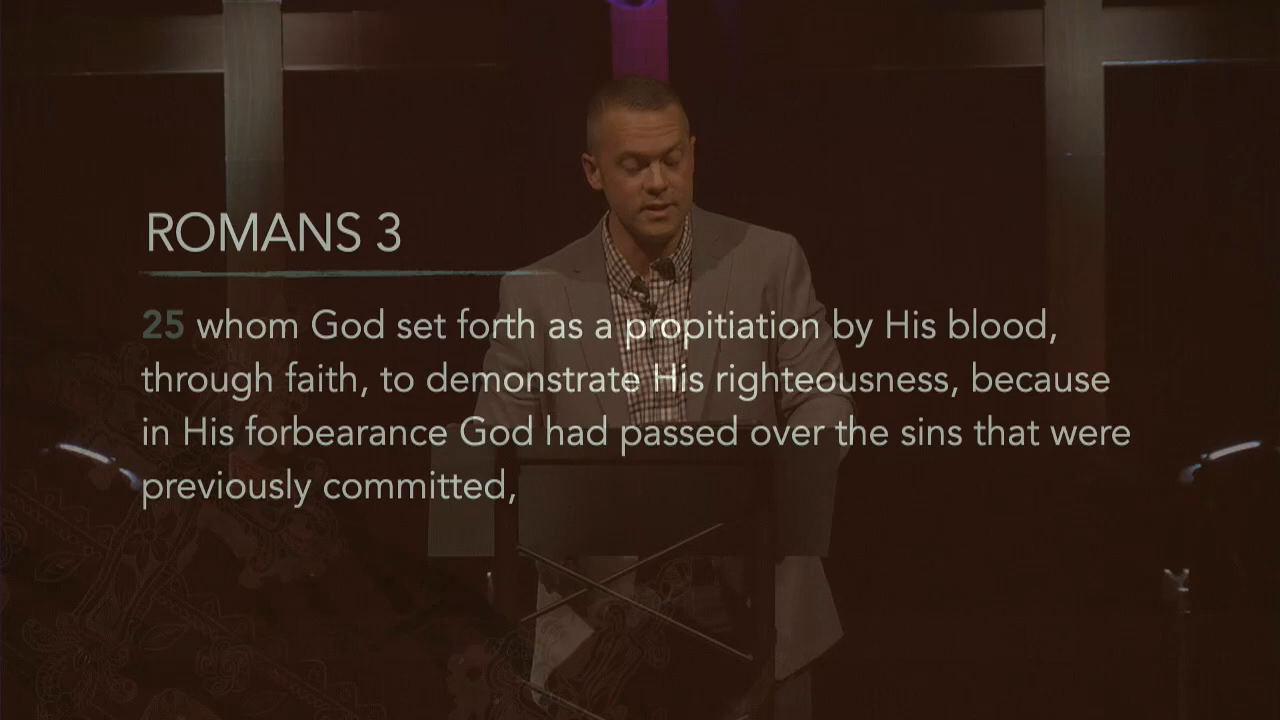 ROMANS 3
25 whom God set forth as a propitiation by His blood,
through faith, to demonstrate His righteousness, because
in His forbearance God had passed over the sins that were
previously committed,